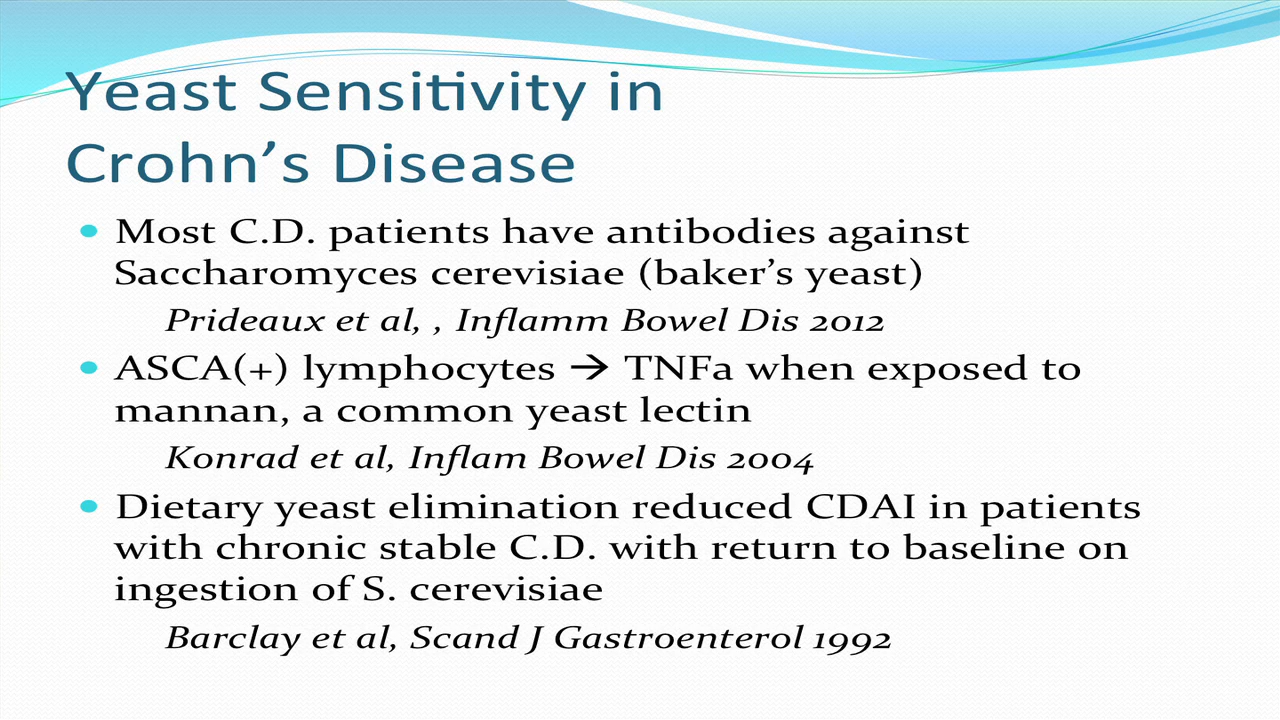 Yeast Sensitivity in
Crohn's Disease
• Most C.D. patients have antibodies against
Saccharomyces cerevisiae (baker's yeast)
Prideaux et al, , Inflamm Bowel Dis 2012
• ASCA(+) lymphocytes → TNFa when exposed to
mannan, a common yeast lectin
Konrad et al, Inflam Bowel Dis 2004
• Dietary yeast elimination reduced CDAI in patients
with chronic stable C.D. with return to baseline on
ingestion of S. cerevisiae
Barclay et al, Scand J Gastroenterol 1992